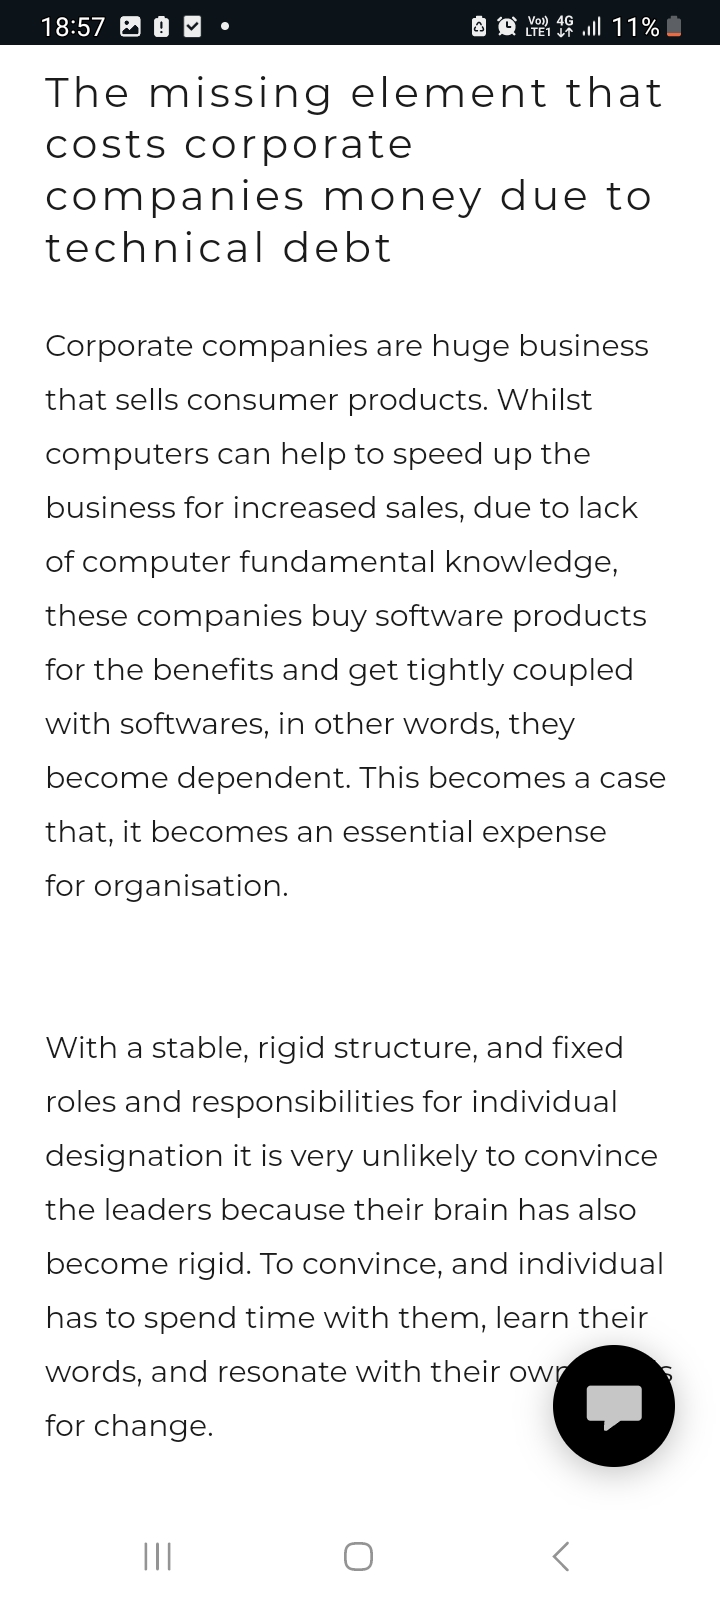 18:57
Vo))
LTE1
4G
11%
The missing element that
costs corporate
companies money due to
technical debt
Corporate companies are huge business
that sells consumer products. Whilst
computers can help to speed up the
business for increased sales, due to lack
of computer fundamental knowledge,
these companies buy software products
for the benefits and get tightly coupled
with softwares, in other words, they
become dependent. This becomes a case
that, it becomes an essential expense
for organisation.
With a stable, rigid structure, and fixed
roles and responsibilities for individual
designation it is very unlikely to convince
the leaders because their brain has also
become rigid. To convince, and individual
has to spend time with them, learn their
words, and resonate with their own
for change.